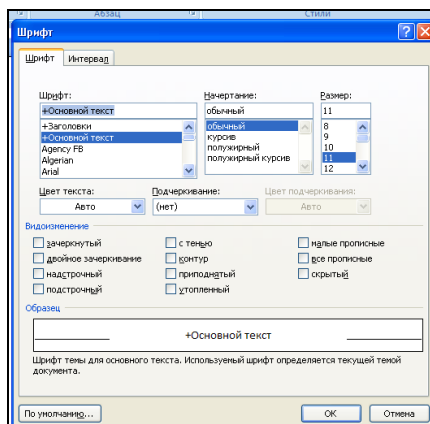 Абзац Стили
Шрифт
Шрифт Интервал
Шрифт: Начертание: Размер:
+Основной текст обычный 11
+Заголовки обычный 8
+Основной текст курсив 9
Agency FB полужирный 10
Algerian полужирный курсив 11
Arial 12
Цвет текста: Подчеркивание: Цвет подчеркивания:
Авто (нет) Авто
Видоизменение
зачеркнутый с тенью малые прописные
двойное зачеркивание контур все прописные
надстрочный приподнятый скрытый
подстрочный утопленный
Образец
+Основной текст
Шрифт темы для основного текста. Используемый шрифт определяется текущей темой
документа.
По умолчанию... ОК Отмена